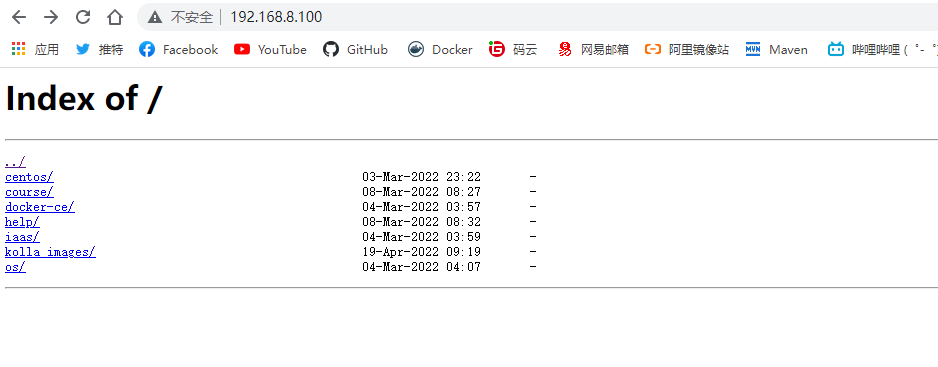 不安全 | 192.168.8.100
应用 推特 Facebook YouTube GitHub Docker 码云 网易邮箱 阿里镜像站 Maven 哔哩哔哩 ( ゜- ゜)
Index of /
../
centos/ 03-Mar-2022 23:22 -
course/ 08-Mar-2022 08:27 -
docker-ce/ 04-Mar-2022 03:57 -
help/ 08-Mar-2022 08:32 -
iaas/ 04-Mar-2022 03:59 -
kolla_images/ 19-Apr-2022 09:19 -
os/ 04-Mar-2022 04:07 -